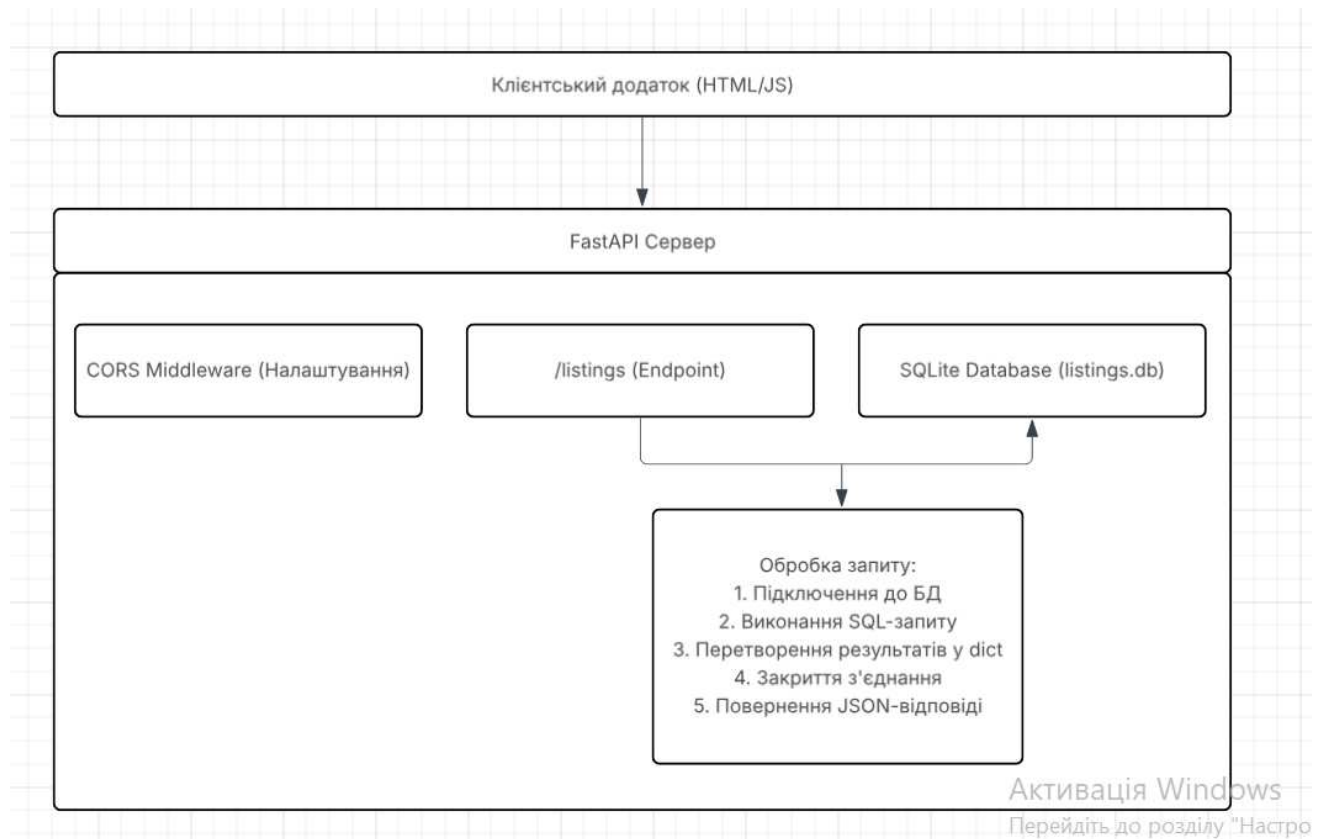 Клієнтський додаток (HTML/JS)
FastAPI Сервер
CORS Middleware (Налаштування)
/listings (Endpoint)
SQLite Database (listings.db)
Обробка запиту:
1. Підключення до БД
2. Виконання SQL-запиту
3. Перетворення результатів у dict
4. Закриття з'єднання
5. Повернення JSON-відповіді
Активація Windows
Перейдіть до розділу "Настро